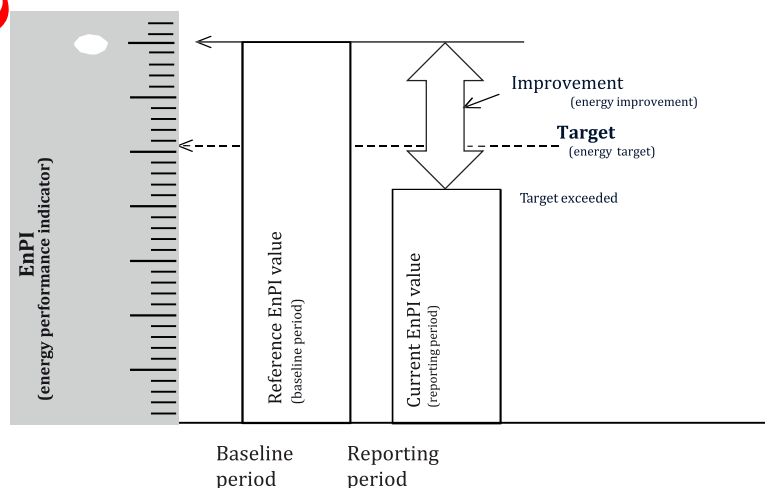 EnPI
(energy performance indicator)
Reference EnPI value
(baseline period)
Current EnPI value
(reporting period)
Improvement
(energy improvement)
Target
(energy target)
Target exceeded
Baseline
period
Reporting
period